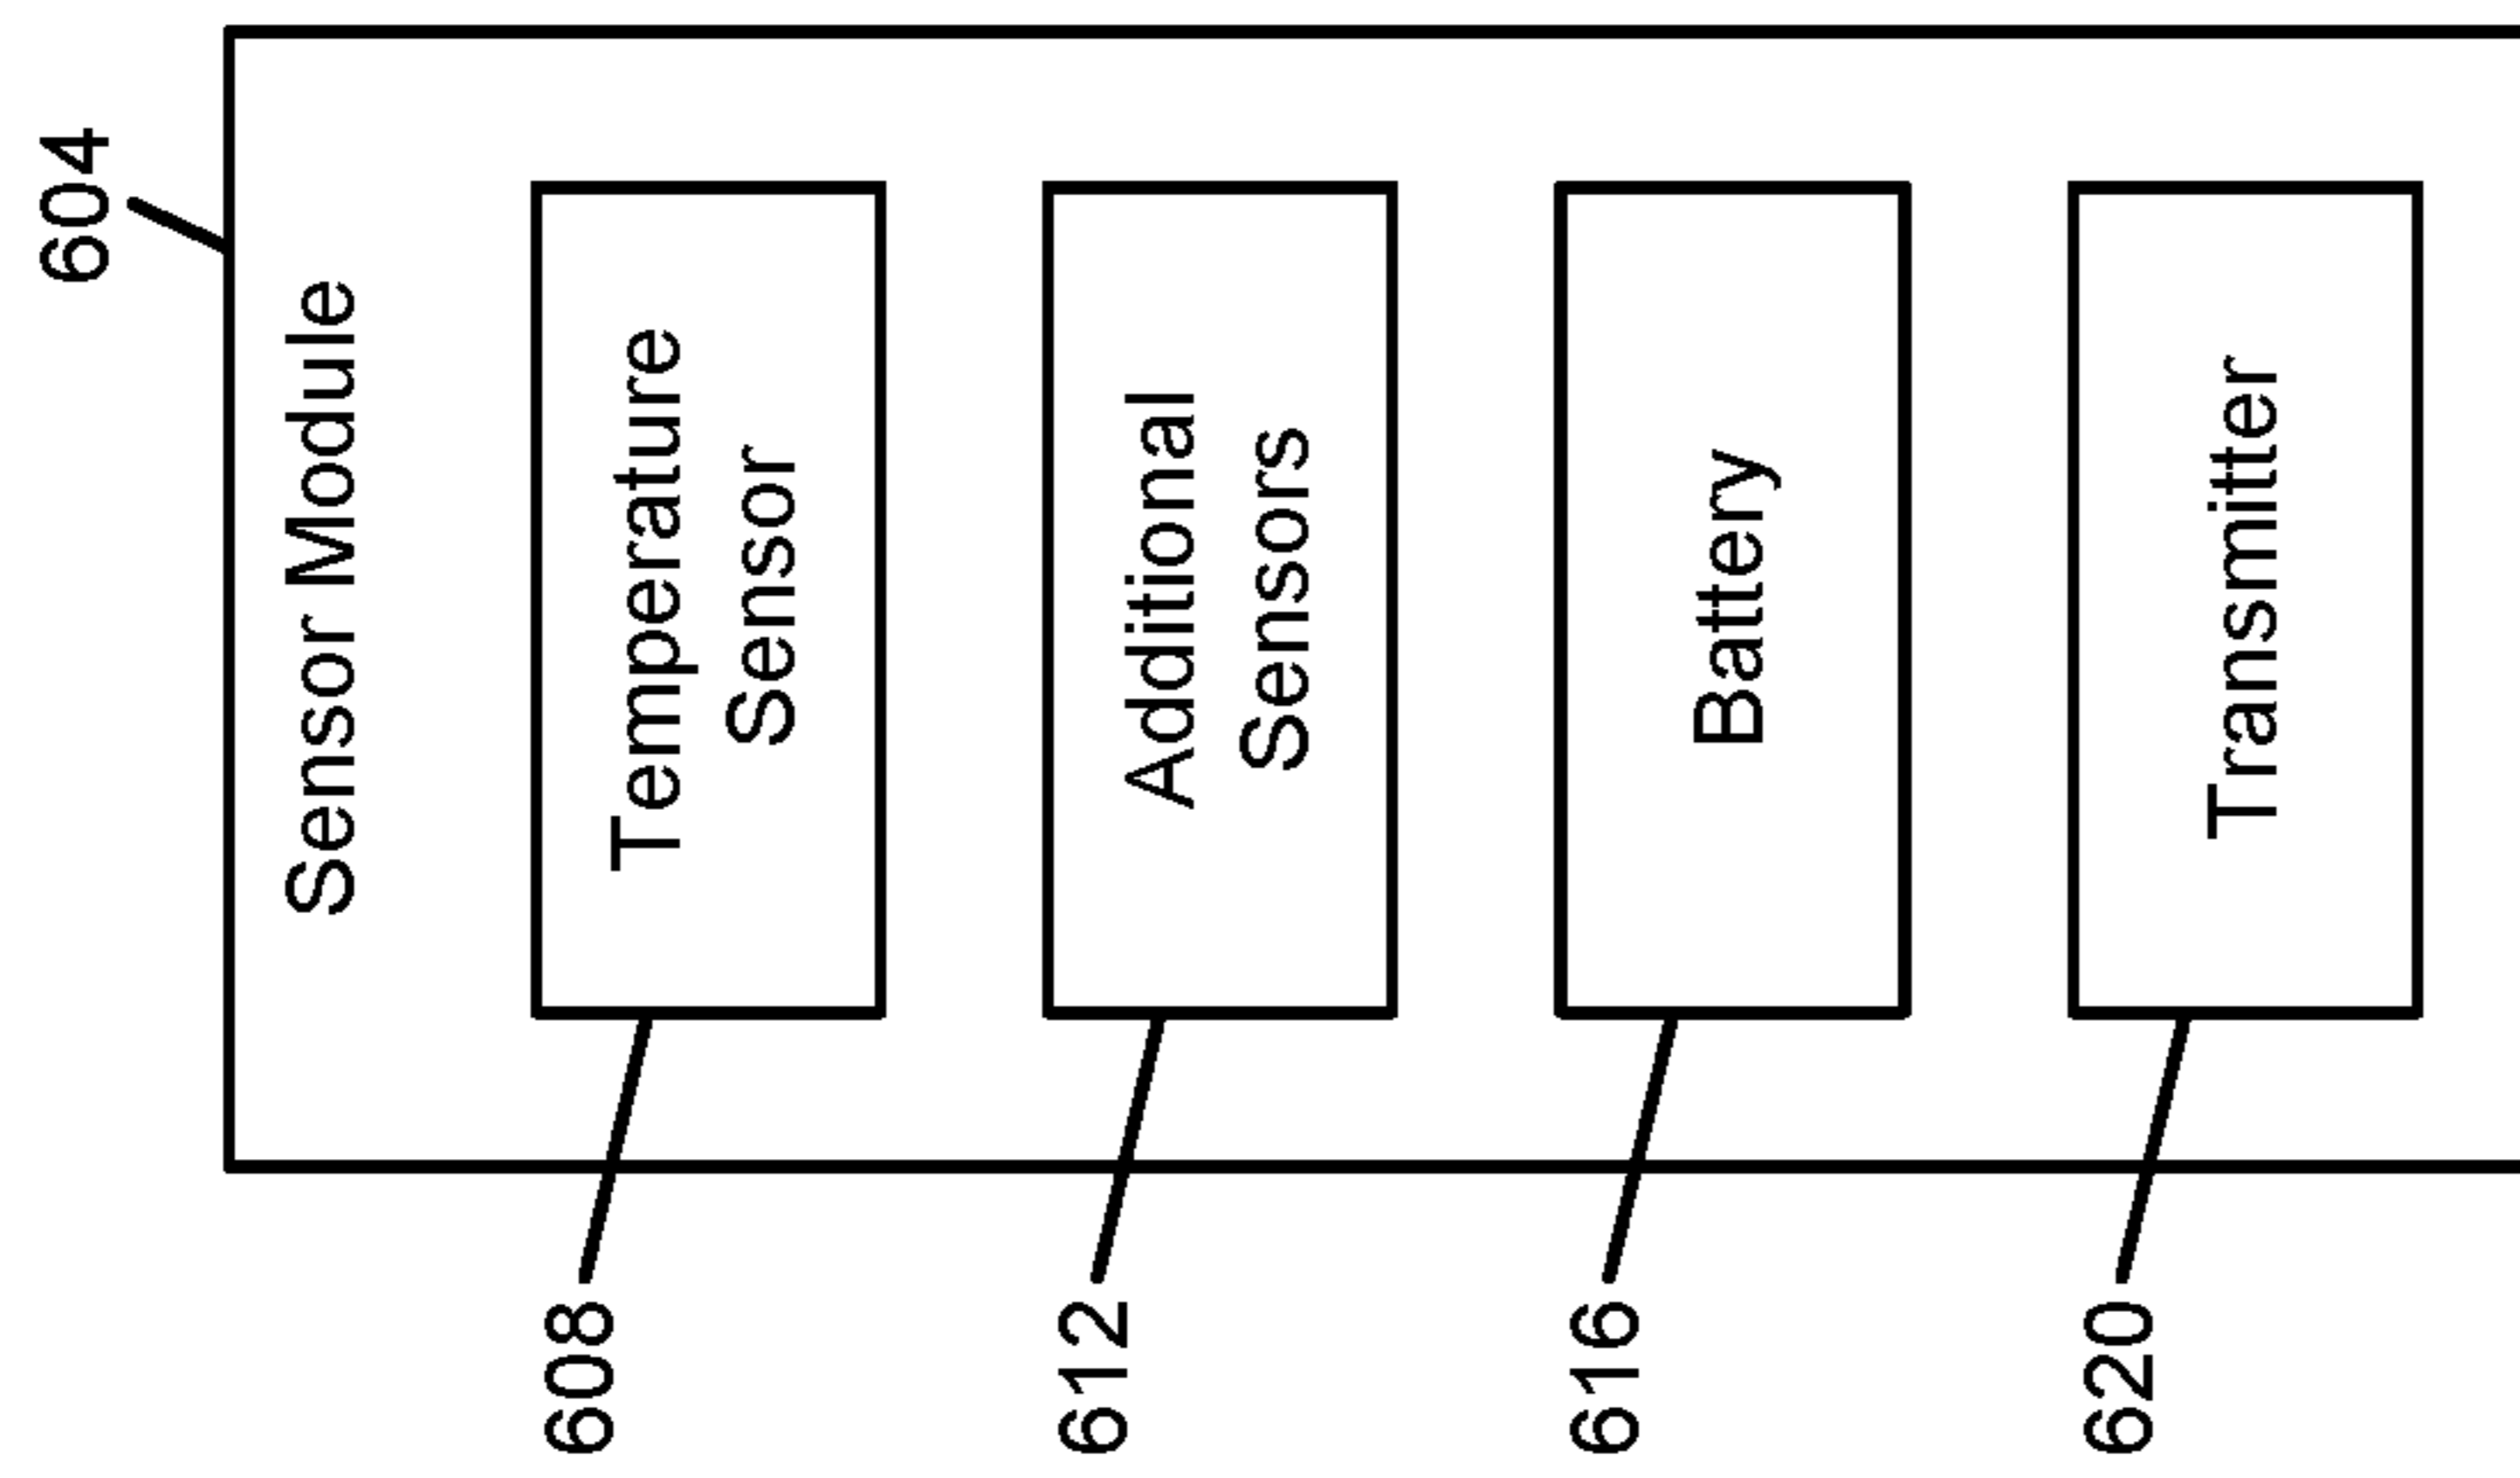 604
Sensor Module
608
Temperature
Sensor
612
Additional
Sensors
616
Battery
620
Transmitter